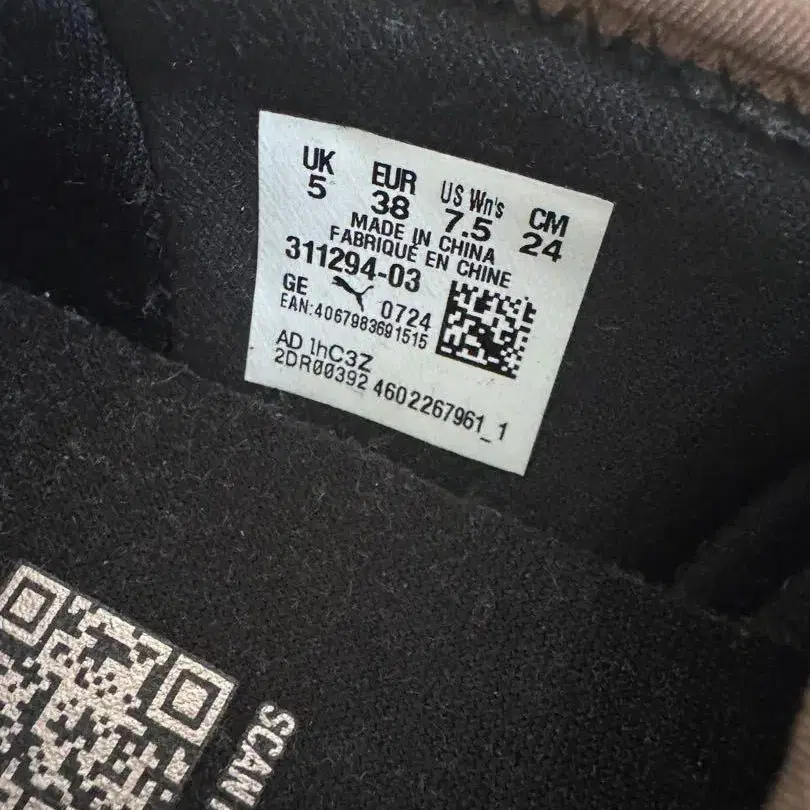 UK EUR US Wn's CM
5 38 7.5 24
MADE IN CHINA
FABRIQUÉ EN CHINE
311294-03
GE 0724
EAN:4067983691515
AD 1hC3Z
2DR00392 4602267961_1
SCAN